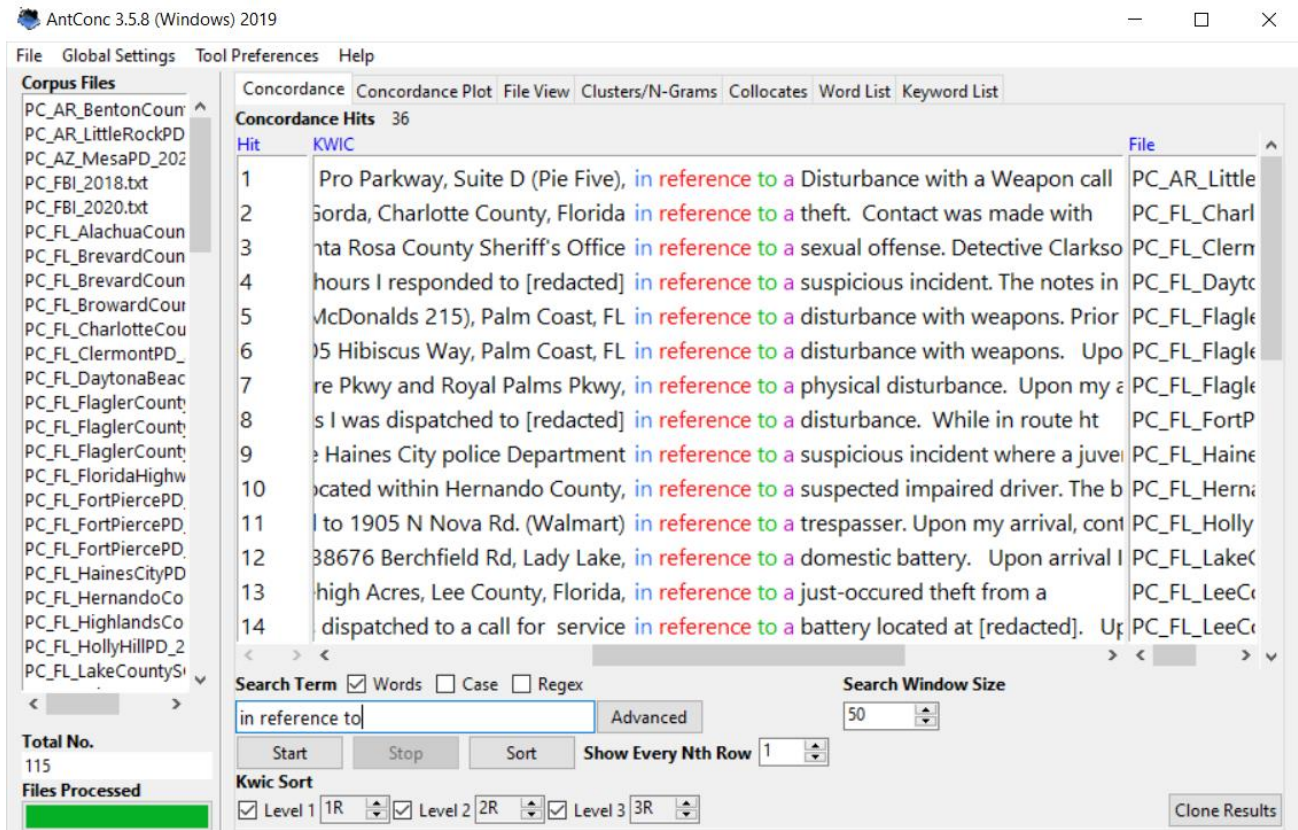 AntConc 3.5.8 (Windows) 2019
File Global Settings Tool Preferences Help
Corpus Files
PC_AR_BentonCoun
PC_AR_LittleRockPD
PC_AZ_MesaPD_202
PC_FBI_2018.txt
PC_FBI_2020.txt
PC_FL_AlachuaCoun
PC_FL_BrevardCoun
PC_FL_BrevardCoun
PC_FL_BrowardCour
PC_FL_CharlotteCou
PC_FL_ClermontPD_
PC_FL_DaytonaBeac
PC_FL_FlaglerCounty
PC_FL_FlaglerCounty
PC_FL_FlaglerCounty
PC_FL_FloridaHighw
PC_FL_FortPiercePD_
PC_FL_FortPiercePD_
PC_FL_FortPiercePD_
PC_FL_HainesCityPD
PC_FL_HernandoCo
PC_FL_HighlandsCo
PC_FL_HollyHillPD_2
PC_FL_LakeCountyS
Total No.
115
Files Processed
Concordance Concordance Plot File View Clusters/N-Grams Collocates Word List Keyword List
Concordance Hits 36
Hit KWIC File
1 Pro Parkway, Suite D (Pie Five), in reference to a Disturbance with a Weapon call PC_AR_Little
2 Gorda, Charlotte County, Florida in reference to a theft. Contact was made with PC_FL_Charl
3 nta Rosa County Sheriff's Office in reference to a sexual offense. Detective Clarkso PC_FL_Clerm
4 hours I responded to [redacted] in reference to a suspicious incident. The notes in PC_FL_Dayto
5 McDonalds 215), Palm Coast, FL in reference to a disturbance with weapons. Prior PC_FL_Flagle
6 05 Hibiscus Way, Palm Coast, FL in reference to a disturbance with weapons. Upo PC_FL_Flagle
7 re Pkwy and Royal Palms Pkwy, in reference to a physical disturbance. Upon my a PC_FL_Flagle
8 s I was dispatched to [redacted] in reference to a disturbance. While in route ht PC_FL_FortP
9 e Haines City police Department in reference to a suspicious incident where a juve PC_FL_Haine
10 ocated within Hernando County, in reference to a suspected impaired driver. The b PC_FL_Herna
11 l to 1905 N Nova Rd. (Walmart) in reference to a trespasser. Upon my arrival, cont PC_FL_Holly
12 38676 Berchfield Rd, Lady Lake, in reference to a domestic battery. Upon arrival I PC_FL_Lake
13 high Acres, Lee County, Florida, in reference to a just-occured theft from a PC_FL_LeeCo
14 dispatched to a call for service in reference to a battery located at [redacted]. Up PC_FL_LeeCo
Search Term Words Case Regex Search Window Size
in reference to Advanced 50
Start Stop Sort Show Every Nth Row 1
Kwic Sort
Level 1 1R Level 2 2R Level 3 3R Clone Results